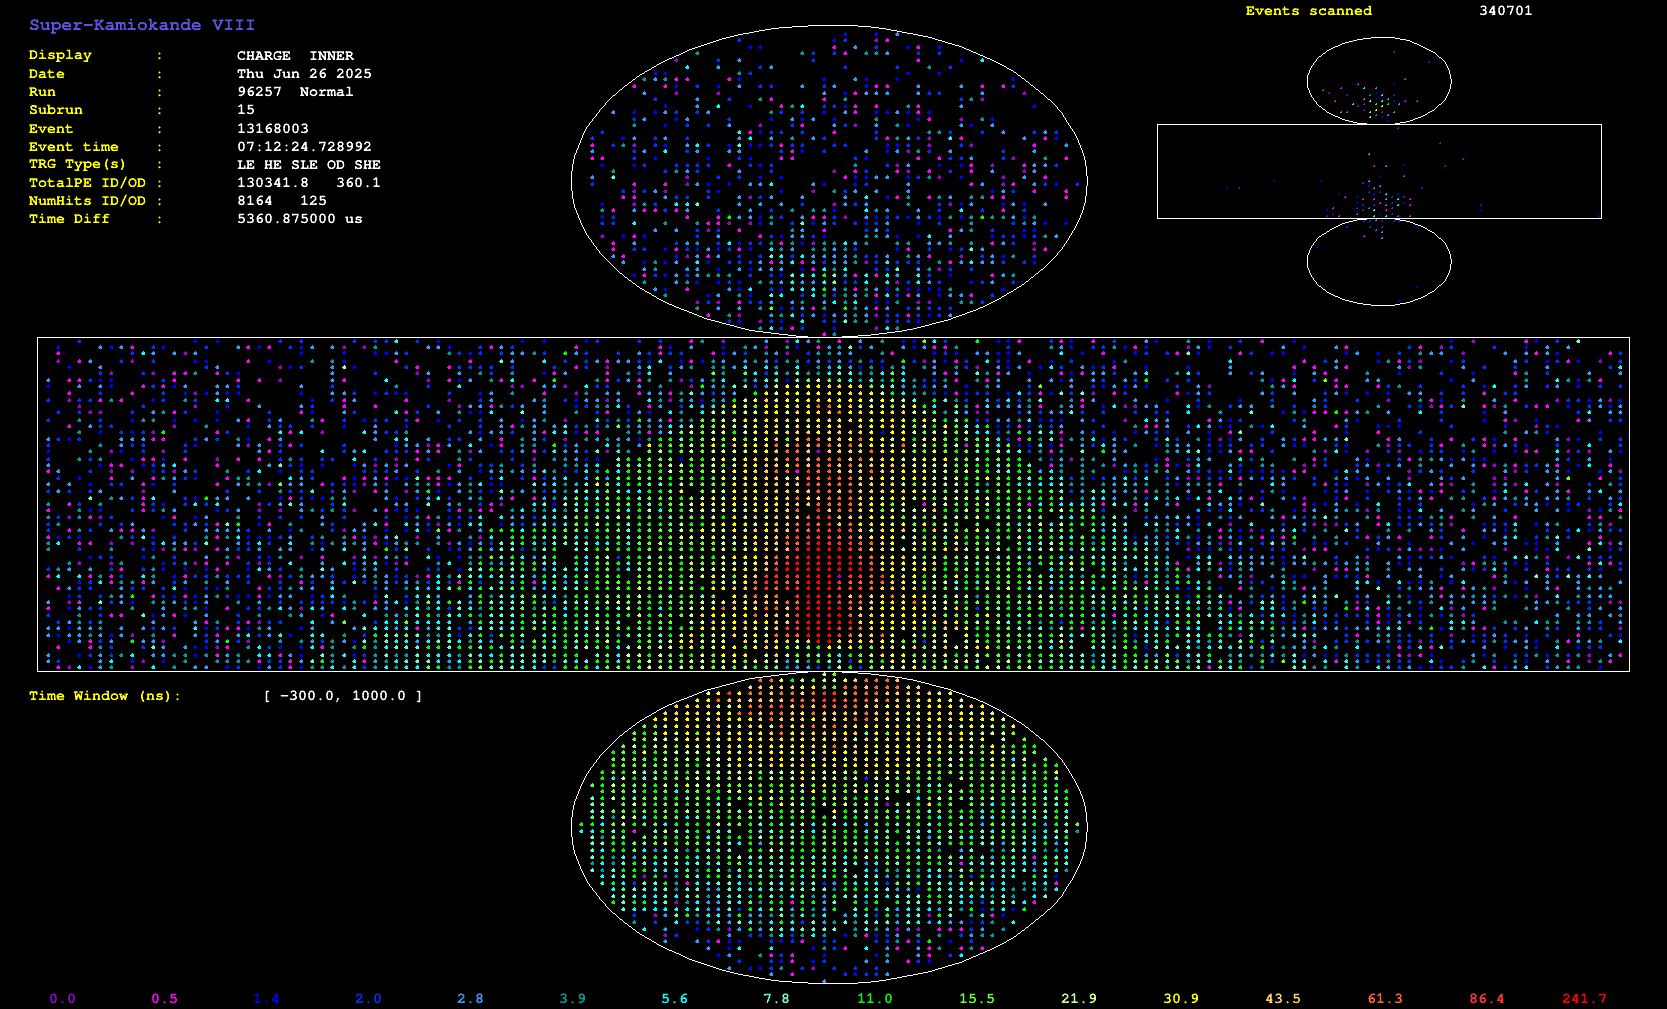 Super-Kamiokande VIII
Events scanned 340701
Display : CHARGE INNER
Date : Thu Jun 26 2025
Run : 96257 Normal
Subrun : 15
Event : 13168003
Event time : 07:12:24.728992
TRG Type(s) : LE HE SLE OD SHE
TotalPE ID/OD : 130341.8 360.1
NumHits ID/OD : 8164 125
Time Diff : 5360.875000 us
Time Window (ns): [ -300.0, 1000.0 ]
0.0 0.5 1.4 2.0 2.8 3.9 5.6 7.8 11.0 15.5 21.9 30.9 43.5 61.3 86.4 241.7